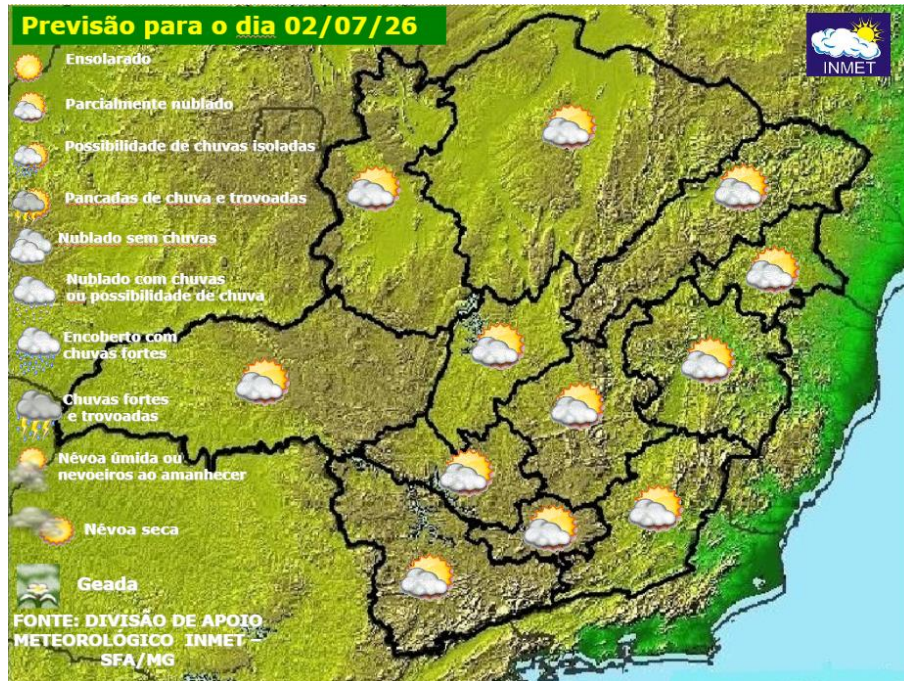 Previsão para o dia 02/07/26
INMET
Ensolarado
Parcialmente nublado
Possibilidade de chuvas isoladas
Pancadas de chuva e trovoadas
Nublado sem chuvas
Nublado com chuvas
ou possibilidade de chuva
Encoberto com
chuvas fortes
Chuvas fortes
e trovoadas
Névoa úmida ou
nevoeiros ao amanhecer
Névoa seca
Geada
FONTE: DIVISÃO DE APOIO
METEOROLÓGICO INMET –
SFA/MG